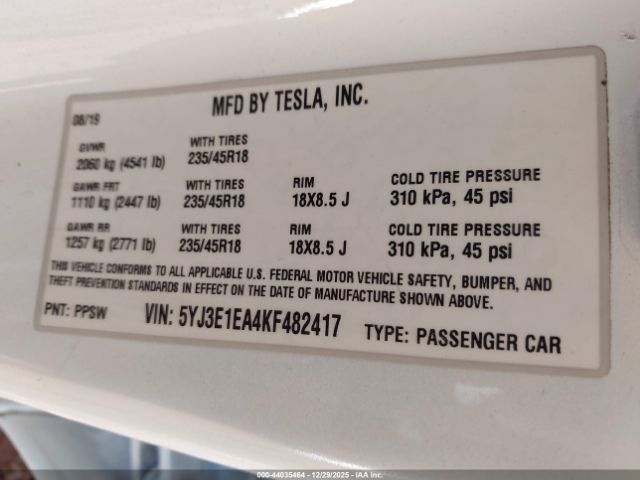 MFD BY TESLA, INC.
08/19
GVWR
2060 kg (4541 lb)
WITH TIRES
235/45R18
GAWR FRT
1110 kg (2447 lb)
WITH TIRES
235/45R18
RIM
18X8.5 J
COLD TIRE PRESSURE
310 kPa, 45 psi
GAWR RR
1257 kg (2771 lb)
WITH TIRES
235/45R18
RIM
18X8.5 J
COLD TIRE PRESSURE
310 kPa, 45 psi
THIS VEHICLE CONFORMS TO ALL APPLICABLE U.S. FEDERAL MOTOR VEHICLE SAFETY, BUMPER, AND
THEFT PREVENTION STANDARDS IN EFFECT ON THE DATE OF MANUFACTURE SHOWN ABOVE.
PNT: PPSW
VIN: 5YJ3E1EA4KF482417
TYPE: PASSENGER CAR
000-44035464 - 12/29/2025 - IAA Inc.